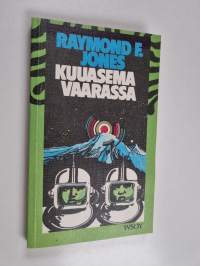 RAYMOND F.
JONES
KUUASEMA
VAARASSA
WSOY